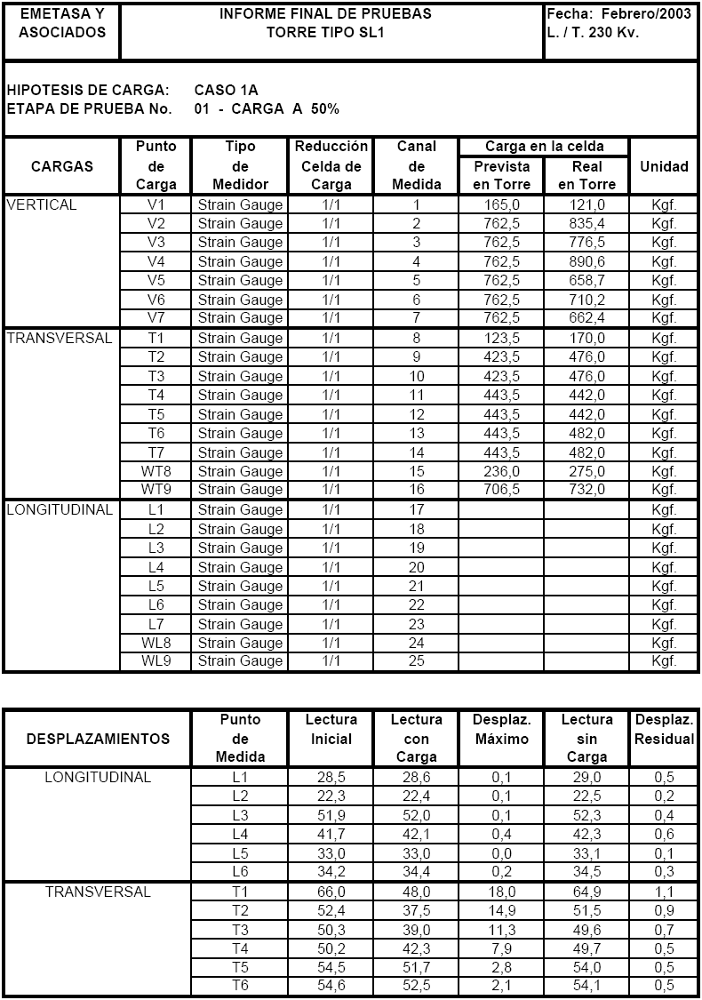 EMETASA Y INFORME FINAL DE PRUEBAS Fecha: Febrero/2003
ASOCIADOS TORRE TIPO SL1 L. / T. 230 Kv.
HIPOTESIS DE CARGA: CASO 1A
ETAPA DE PRUEBA No. 01 - CARGA A 50%
Punto Tipo Reducción Canal Carga en la celda
CARGAS de de Celda de de Prevista Real Unidad
Carga Medidor Carga Medida en Torre en Torre
VERTICAL V1 Strain Gauge 1/1 1 165,0 121,0 Kgf.
V2 Strain Gauge 1/1 2 762,5 835,4 Kgf.
V3 Strain Gauge 1/1 3 762,5 776,5 Kgf.
V4 Strain Gauge 1/1 4 762,5 890,6 Kgf.
V5 Strain Gauge 1/1 5 762,5 658,7 Kgf.
V6 Strain Gauge 1/1 6 762,5 710,2 Kgf.
V7 Strain Gauge 1/1 7 762,5 662,4 Kgf.
TRANSVERSAL T1 Strain Gauge 1/1 8 123,5 170,0 Kgf.
T2 Strain Gauge 1/1 9 423,5 476,0 Kgf.
T3 Strain Gauge 1/1 10 423,5 476,0 Kgf.
T4 Strain Gauge 1/1 11 443,5 442,0 Kgf.
T5 Strain Gauge 1/1 12 443,5 442,0 Kgf.
T6 Strain Gauge 1/1 13 443,5 482,0 Kgf.
T7 Strain Gauge 1/1 14 443,5 482,0 Kgf.
WT8 Strain Gauge 1/1 15 236,0 275,0 Kgf.
WT9 Strain Gauge 1/1 16 706,5 732,0 Kgf.
LONGITUDINAL L1 Strain Gauge 1/1 17 Kgf.
L2 Strain Gauge 1/1 18 Kgf.
L3 Strain Gauge 1/1 19 Kgf.
L4 Strain Gauge 1/1 20 Kgf.
L5 Strain Gauge 1/1 21 Kgf.
L6 Strain Gauge 1/1 22 Kgf.
L7 Strain Gauge 1/1 23 Kgf.
WL8 Strain Gauge 1/1 24 Kgf.
WL9 Strain Gauge 1/1 25 Kgf.
Punto Lectura Lectura Desplaz. Lectura Desplaz.
DESPLAZAMIENTOS de Inicial con Máximo sin Residual
Medida Carga Carga
LONGITUDINAL L1 28,5 28,6 0,1 29,0 0,5
L2 22,3 22,4 0,1 22,5 0,2
L3 51,9 52,0 0,1 52,3 0,4
L4 41,7 42,1 0,4 42,3 0,6
L5 33,0 33,0 0,0 33,1 0,1
L6 34,2 34,4 0,2 34,5 0,3
TRANSVERSAL T1 66,0 48,0 18,0 64,9 1,1
T2 52,4 37,5 14,9 51,5 0,9
T3 50,3 39,0 11,3 49,6 0,7
T4 50,2 42,3 7,9 49,7 0,5
T5 54,5 51,7 2,8 54,0 0,5
T6 54,6 52,5 2,1 54,1 0,5